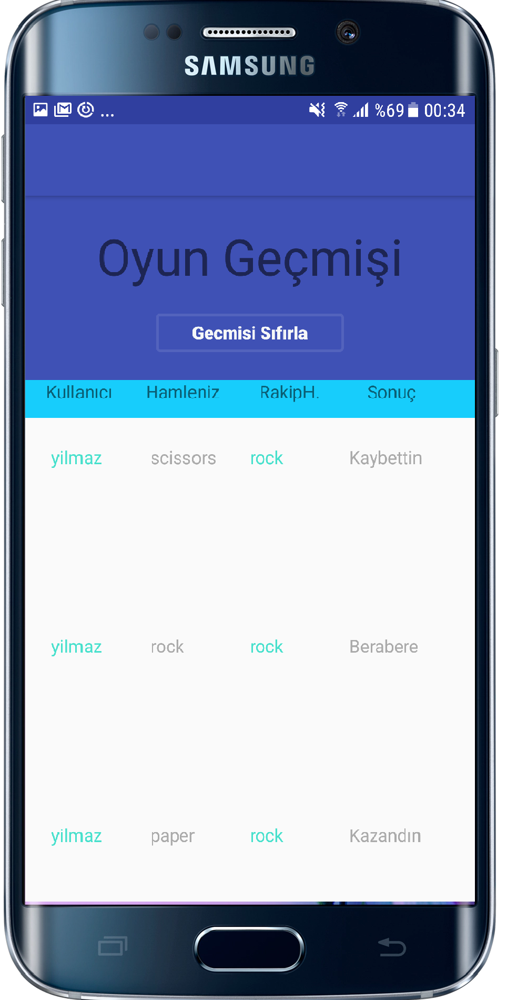 SAMSUNG
... %69 00:34
Oyun Geçmişi
Gecmisi Sıfırla
Kullanıcı Hamleniz RakipH. Sonuç
yilmaz scissors rock Kaybettin
yilmaz rock rock Berabere
yilmaz paper rock Kazandın